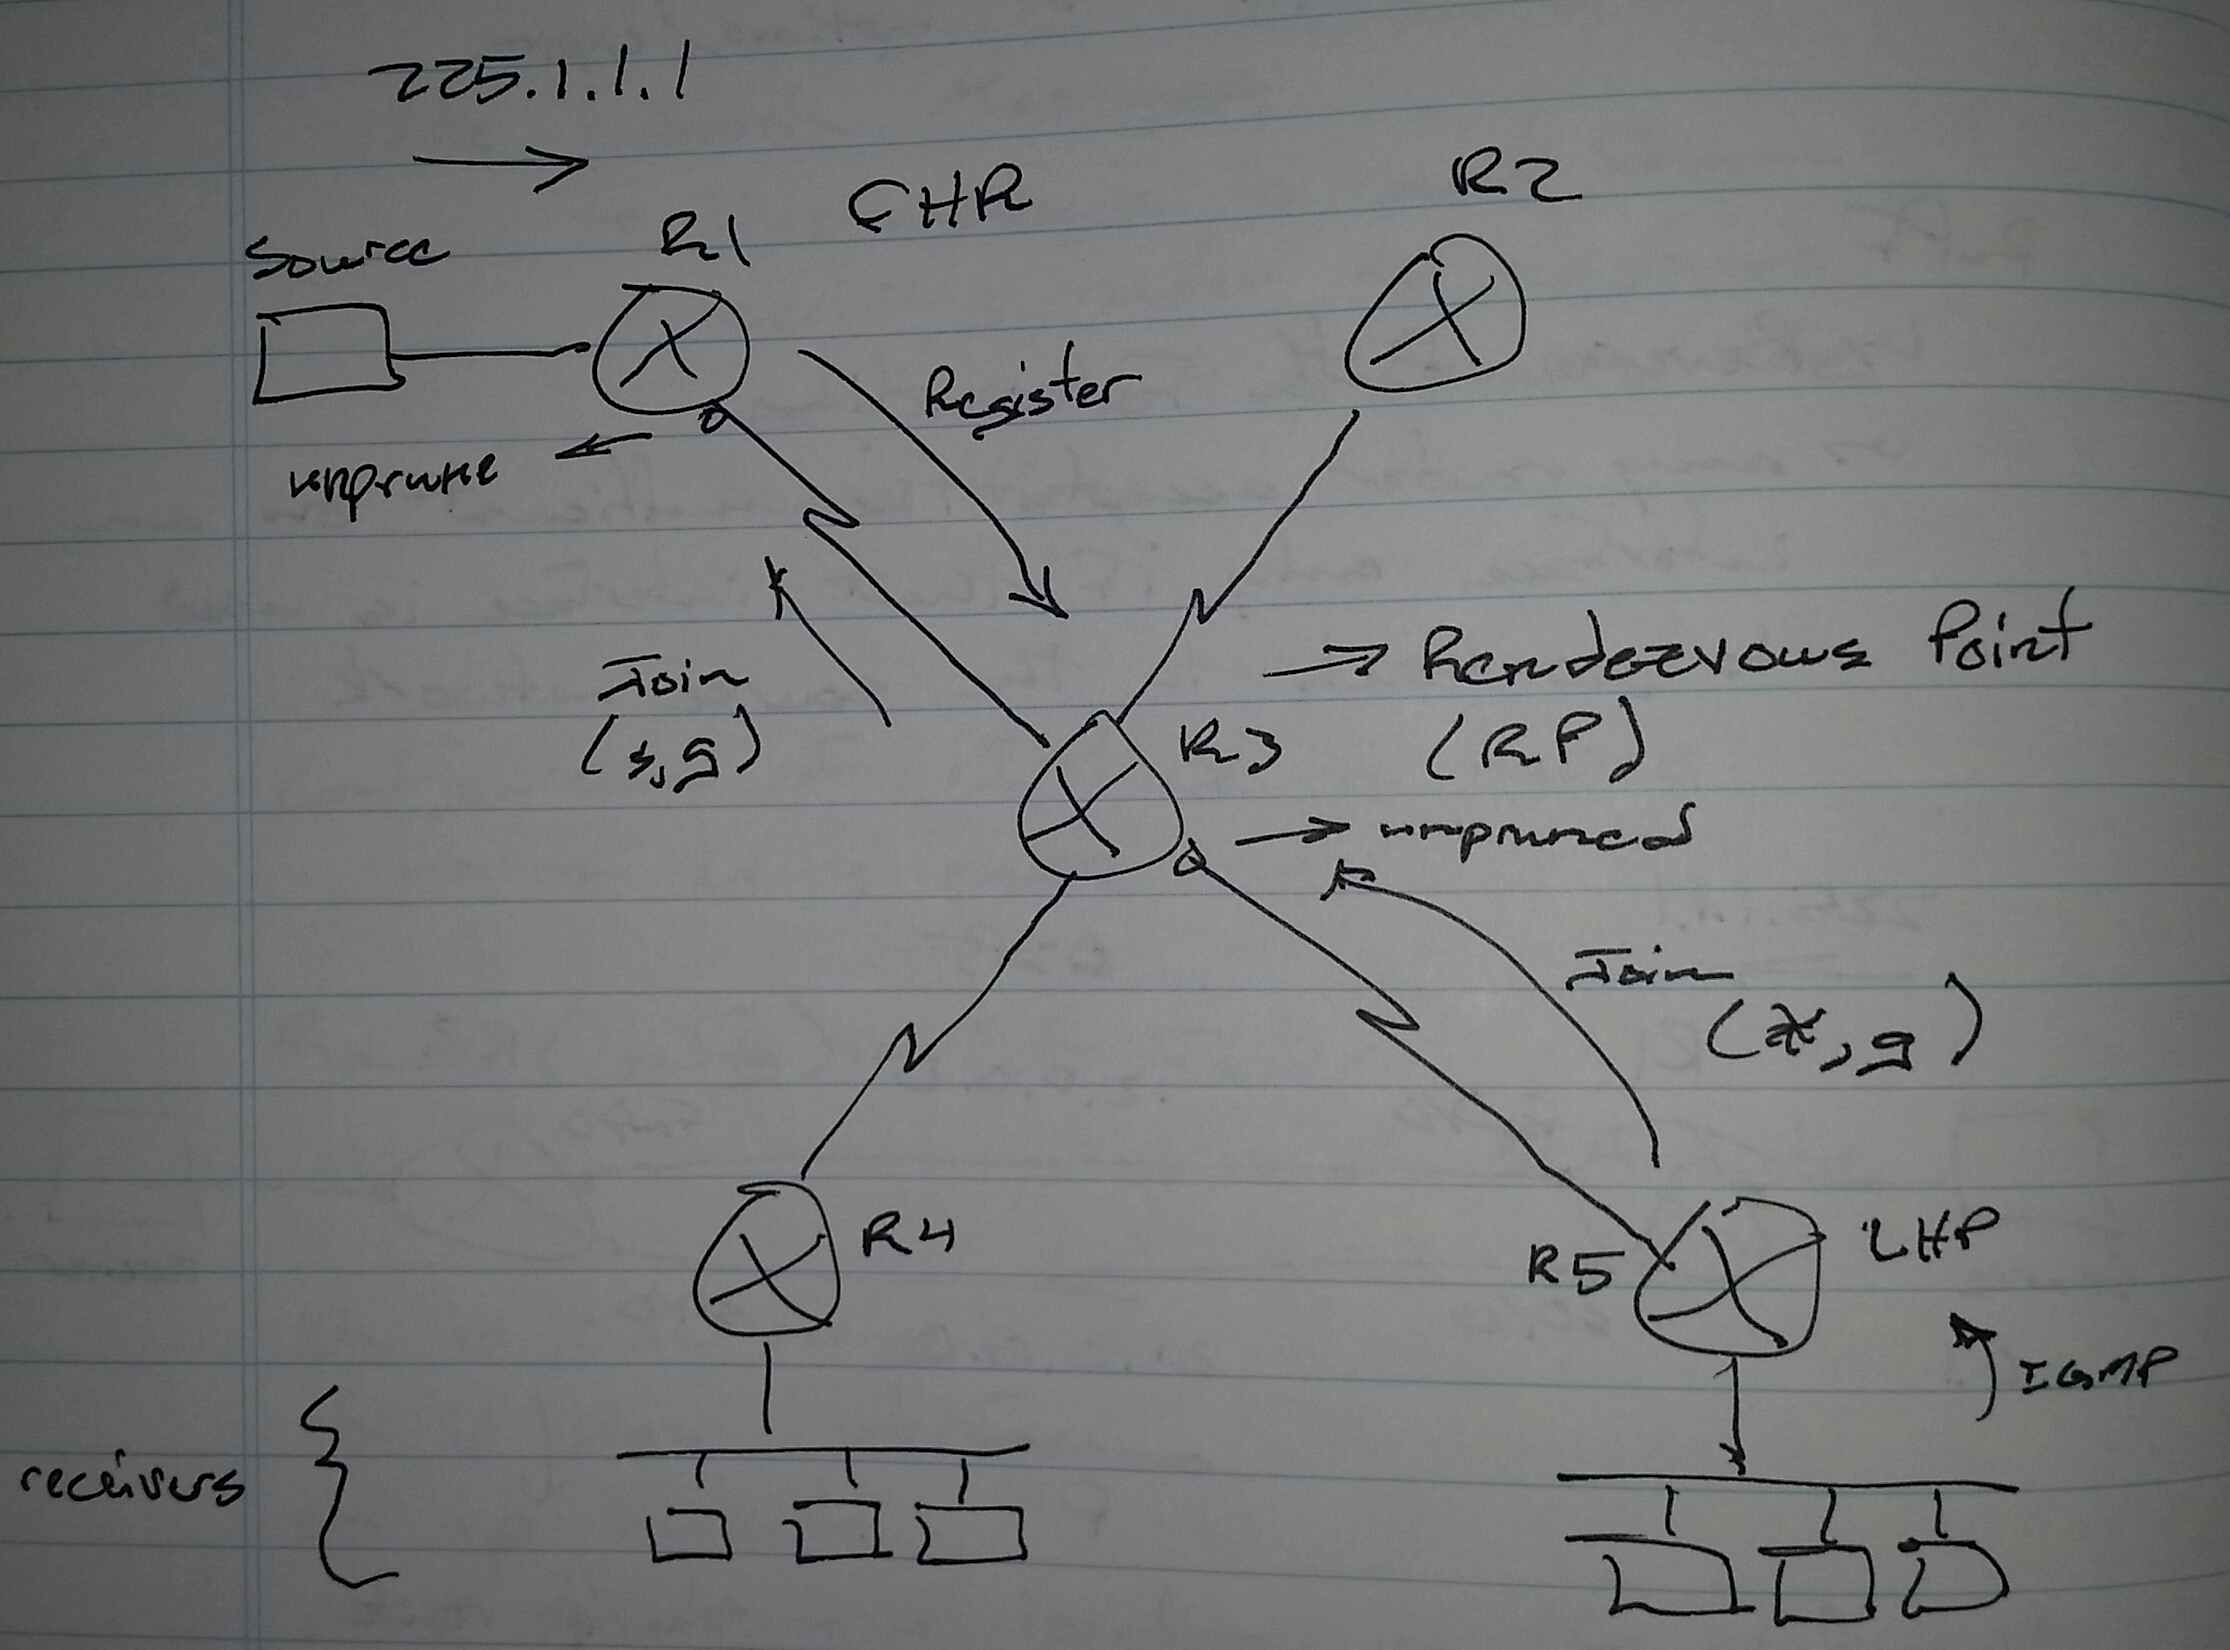 225.1.1.1
Source
R1
FHR
R2
Register
unprune
Join
(s,g)
Rendezvous Point
(RP)
R3
unpruned
Join
(*,g)
R4
R5
LHP
IGMP
receivers